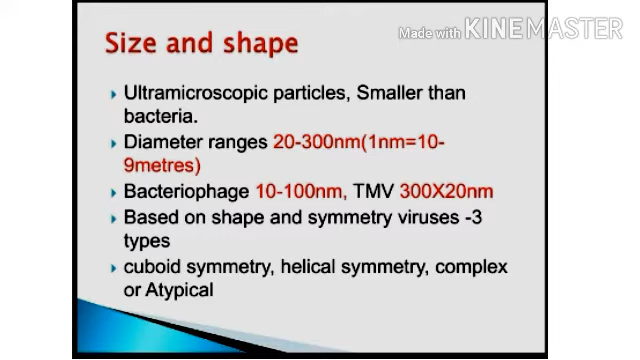 Made with KINEMASTER
Size and shape
Ultramicroscopic particles, Smaller than
bacteria.
Diameter ranges 20-300nm(1nm=10-
9metres)
Bacteriophage 10-100nm, TMV 300X20nm
Based on shape and symmetry viruses -3
types
cuboid symmetry, helical symmetry, complex
or Atypical